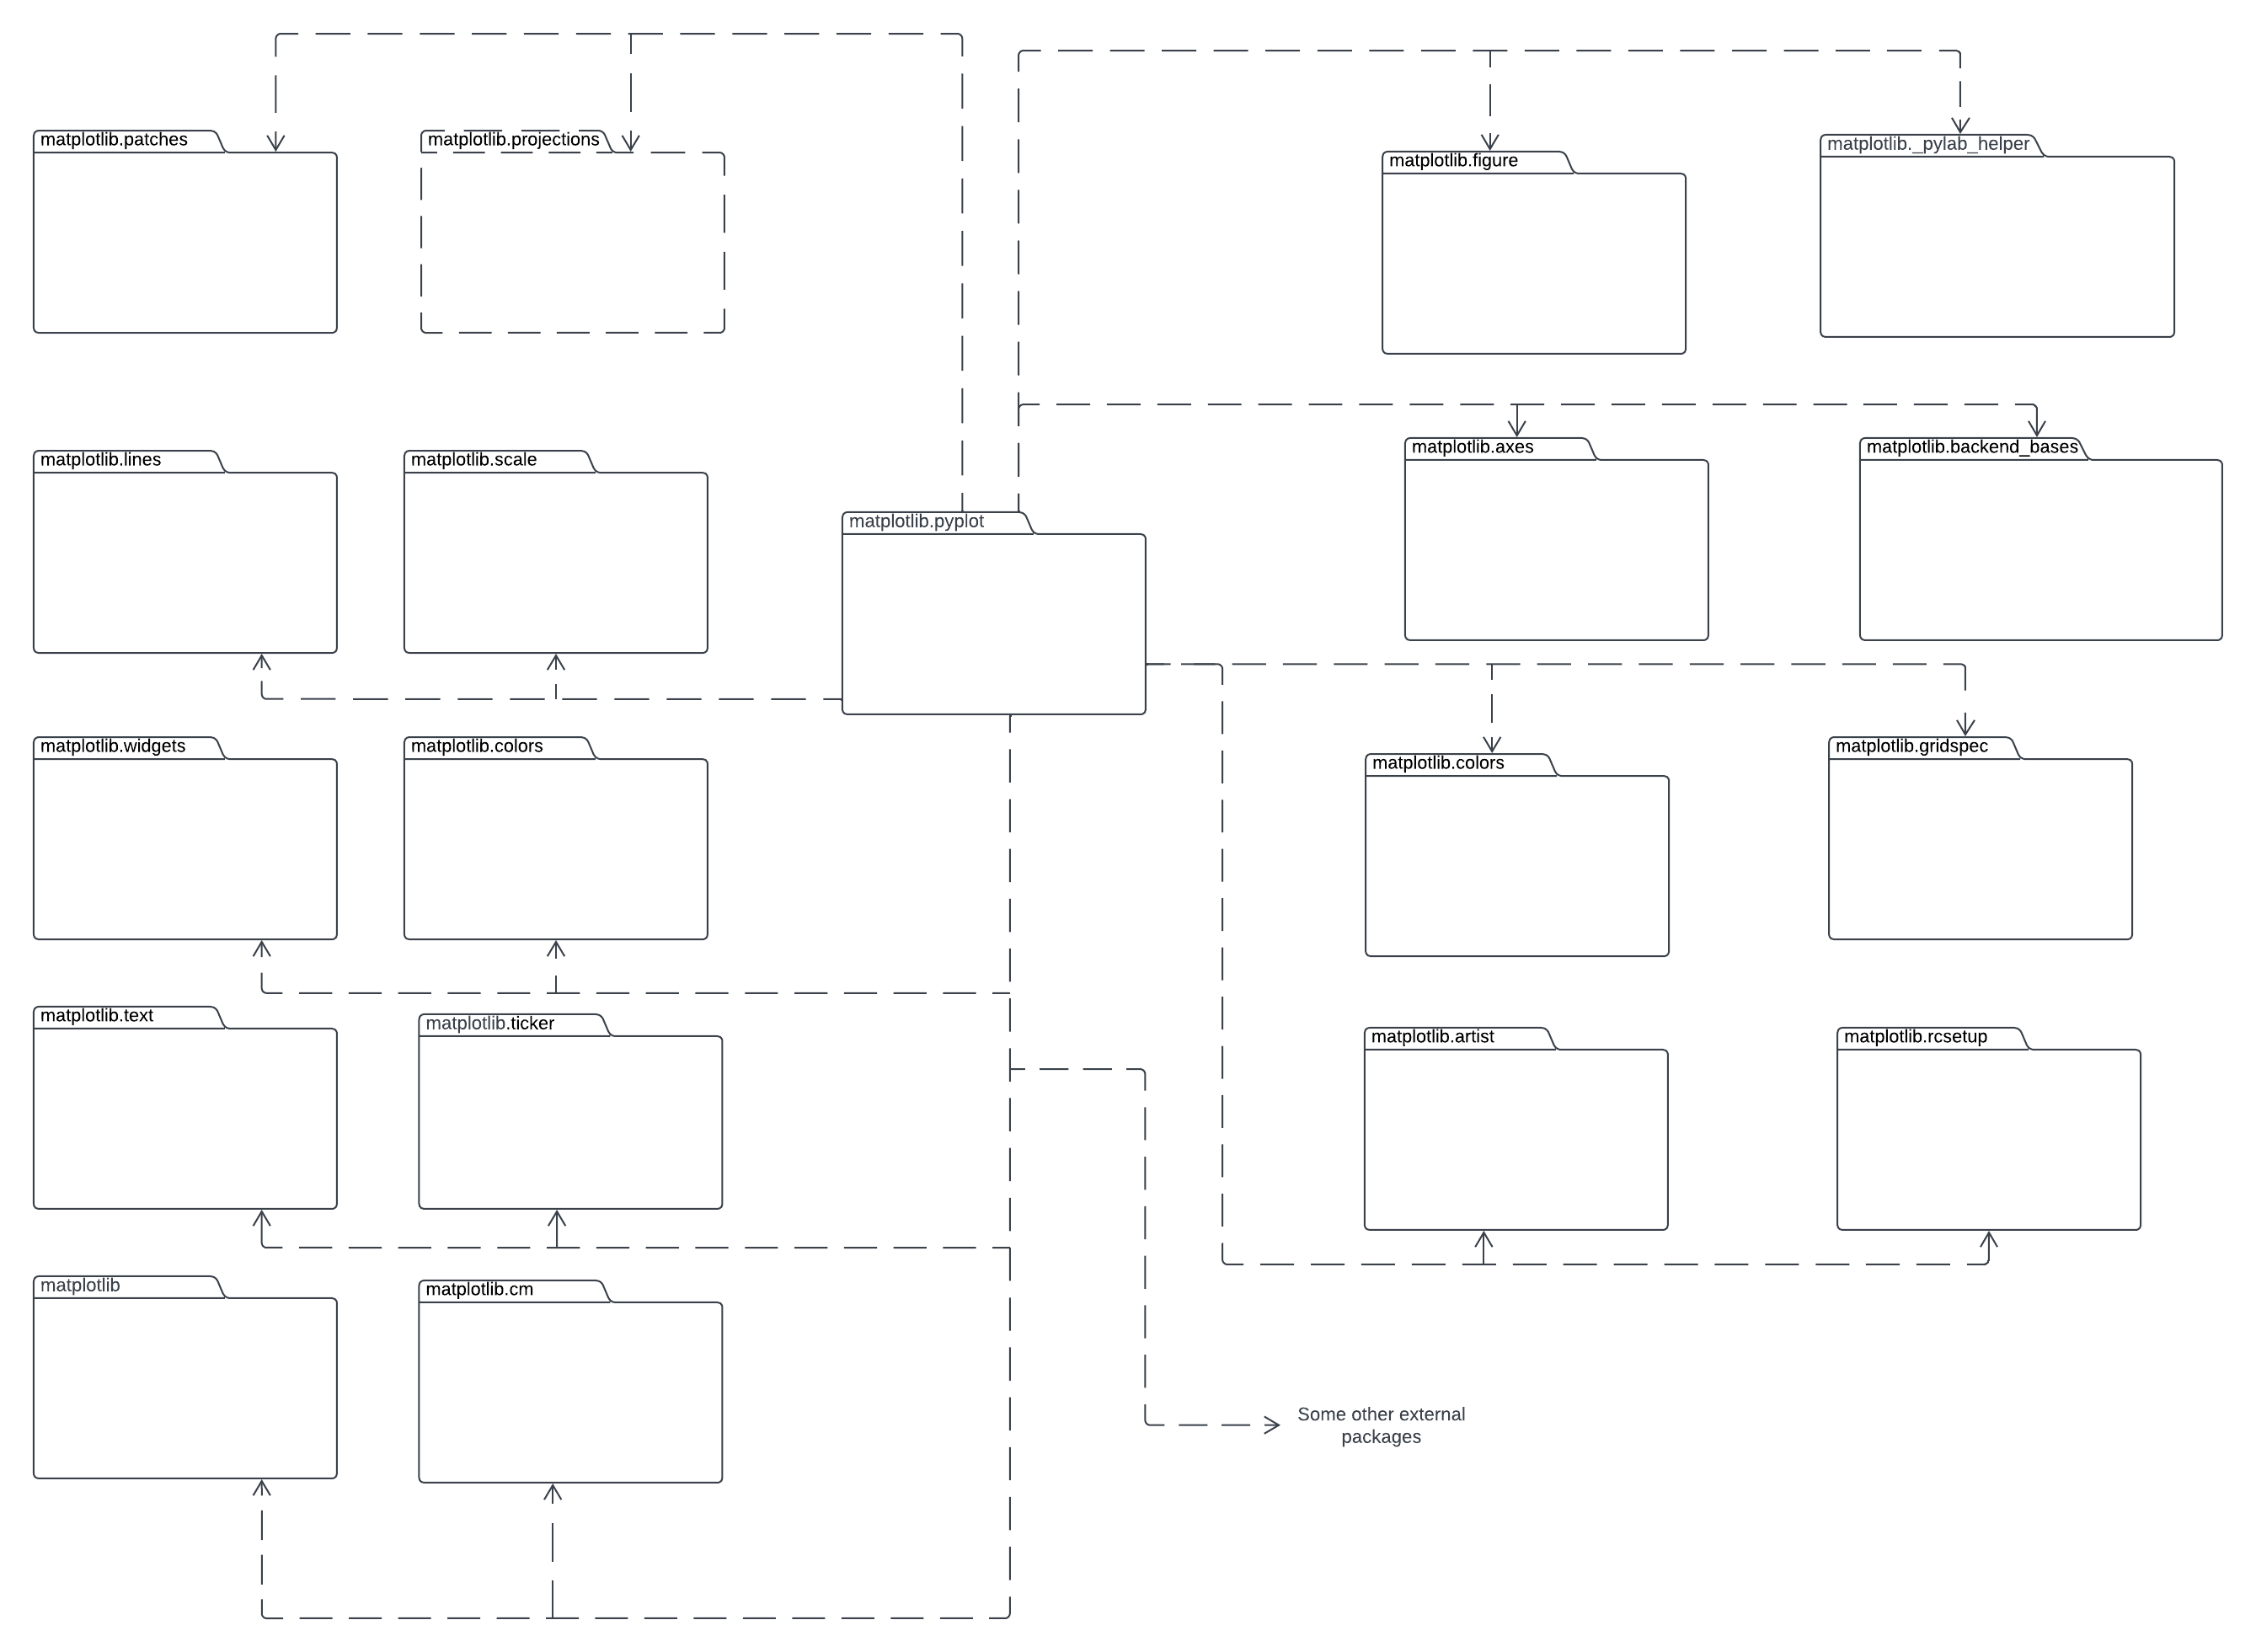 matplotlib.patches
matplotlib.projections
matplotlib.figure
matplotlib._pylab_helper
matplotlib.lines
matplotlib.scale
matplotlib.axes
matplotlib.backend_bases
matplotlib.pyplot
matplotlib.widgets
matplotlib.colors
matplotlib.colors
matplotlib.gridspec
matplotlib.text
matplotlib.ticker
matplotlib.artist
matplotlib.rcsetup
matplotlib
matplotlib.cm
Some other external
packages